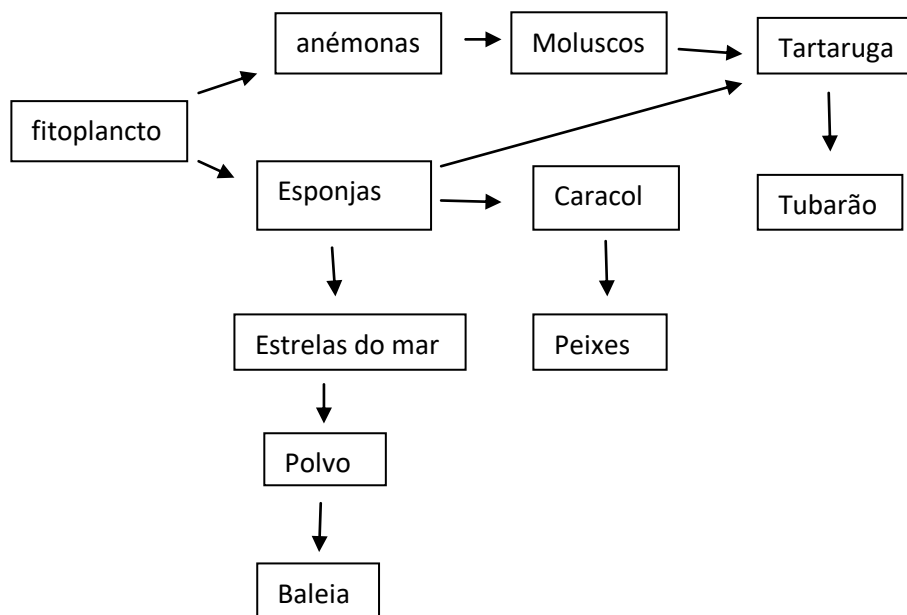 anémonas
Moluscos
Tartaruga
fitoplancto
Esponjas
Caracol
Tubarão
Estrelas do mar
Peixes
Polvo
Baleia